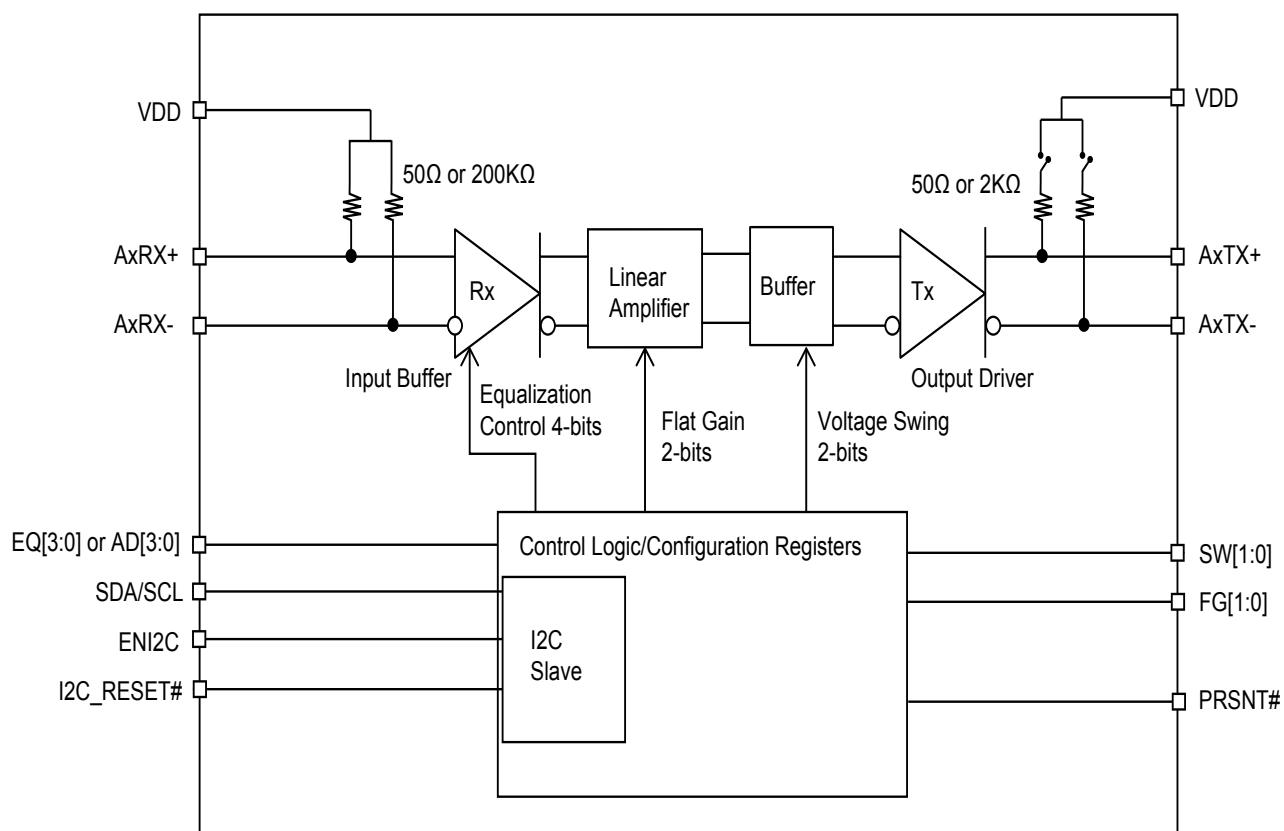 VDD
VDD
50Ω or 200KΩ
50Ω or 2KΩ
AxRX+
AxTX+
Rx
Linear
Amplifier
Buffer
Tx
AxRX-
AxTX-
Input Buffer
Output Driver
Equalization
Control 4-bits
Flat Gain
2-bits
Voltage Swing
2-bits
EQ[3:0] or AD[3:0]
Control Logic/Configuration Registers
SW[1:0]
SDA/SCL
FG[1:0]
ENI2C
I2C
Slave
I2C_RESET#
PRSNT#